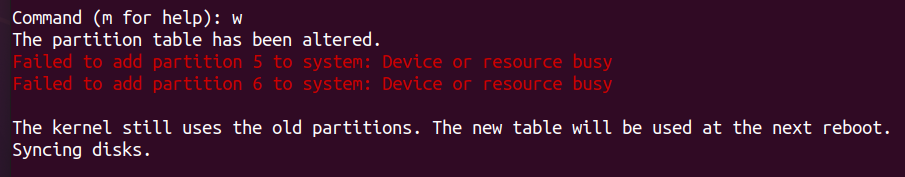 Command (m for help): w
The partition table has been altered.
Failed to add partition 5 to system: Device or resource busy
Failed to add partition 6 to system: Device or resource busy

The kernel still uses the old partitions. The new table will be used at the next reboot.
Syncing disks.